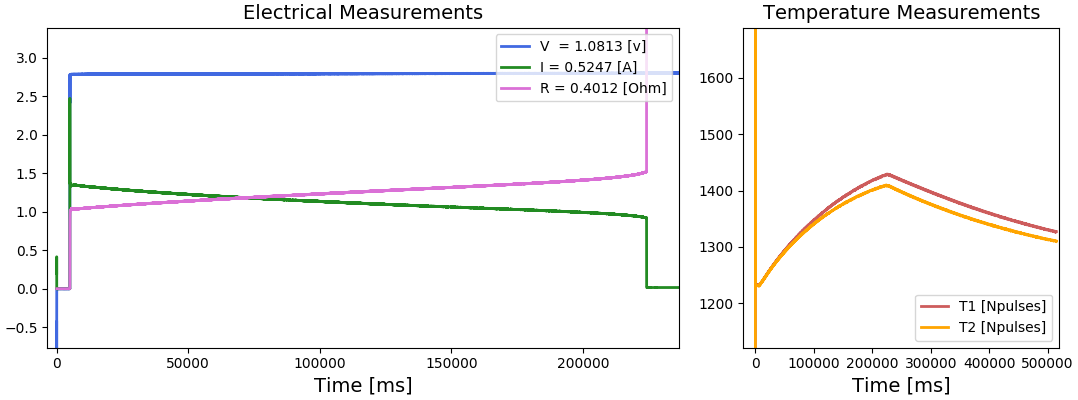 Electrical Measurements
3.0
2.5
2.0
1.5
1.0
0.5
0.0
−0.5
V = 1.0813 [v]
I = 0.5247 [A]
R = 0.4012 [Ohm]
0 50000 100000 150000 200000
Time [ms]
Temperature Measurements
1600
1500
1400
1300
1200
T1 [Npulses]
T2 [Npulses]
0 100000 200000 300000 400000 500000
Time [ms]